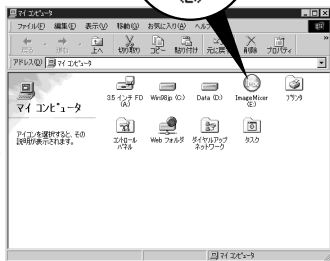 (E)
マイ コンピュータ
ファイル(F) 編集(E) 表示(V) 移動(G) お気に入り(A) ヘルプ
戻る 進む 上へ 切り取り コピー 貼り付け 元に戻す 削除 プロパティ »
アドレス(D) マイ コンピュータ
マイ コンピュータ
アイコンを選択すると、その
説明が表示されます。
3.5 インチ FD
(A)
Win98jp (C:)
Data (D:)
ImageMixer
(E)
プリンタ
コントロール
パネル
Web フォルダ
ダイヤルアップ
ネットワーク
タスク
マイ コンピュータ